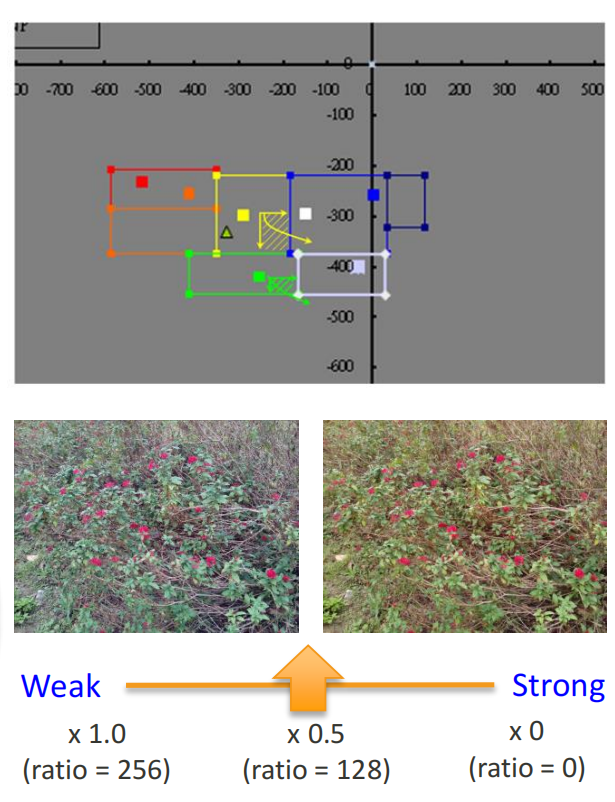 0
-700 -600 -500 -400 -300 -200 -100 0 100 200 300 400 500
-100
-200
-300
-400
-500
-600
Weak
Strong
x 1.0
x 0.5
x 0
(ratio = 256)
(ratio = 128)
(ratio = 0)